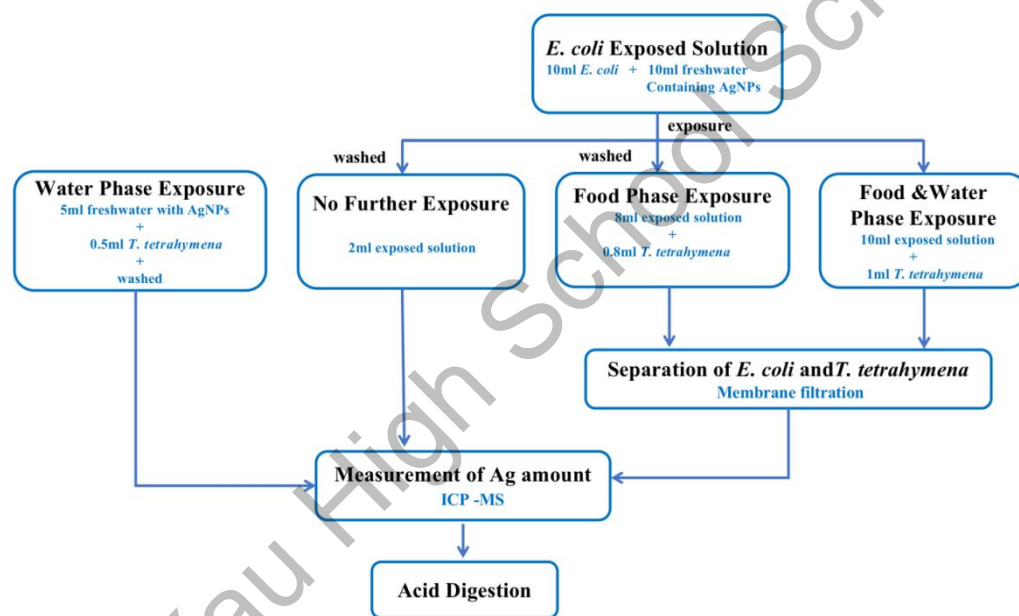 E. coli Exposed Solution
10ml E. coli + 10ml freshwater
Containing AgNPs
exposure
washed
washed
Water Phase Exposure
5ml freshwater with AgNPs
+
0.5ml T. tetrahymena
+
washed
No Further Exposure
2ml exposed solution
Food Phase Exposure
8ml exposed solution
+
0.8ml T. tetrahymena
Food &Water
Phase Exposure
10ml exposed solution
+
1ml T. tetrahymena
Separation of E. coli andT. tetrahymena
Membrane filtration
Measurement of Ag amount
ICP -MS
Acid Digestion
Yau High School